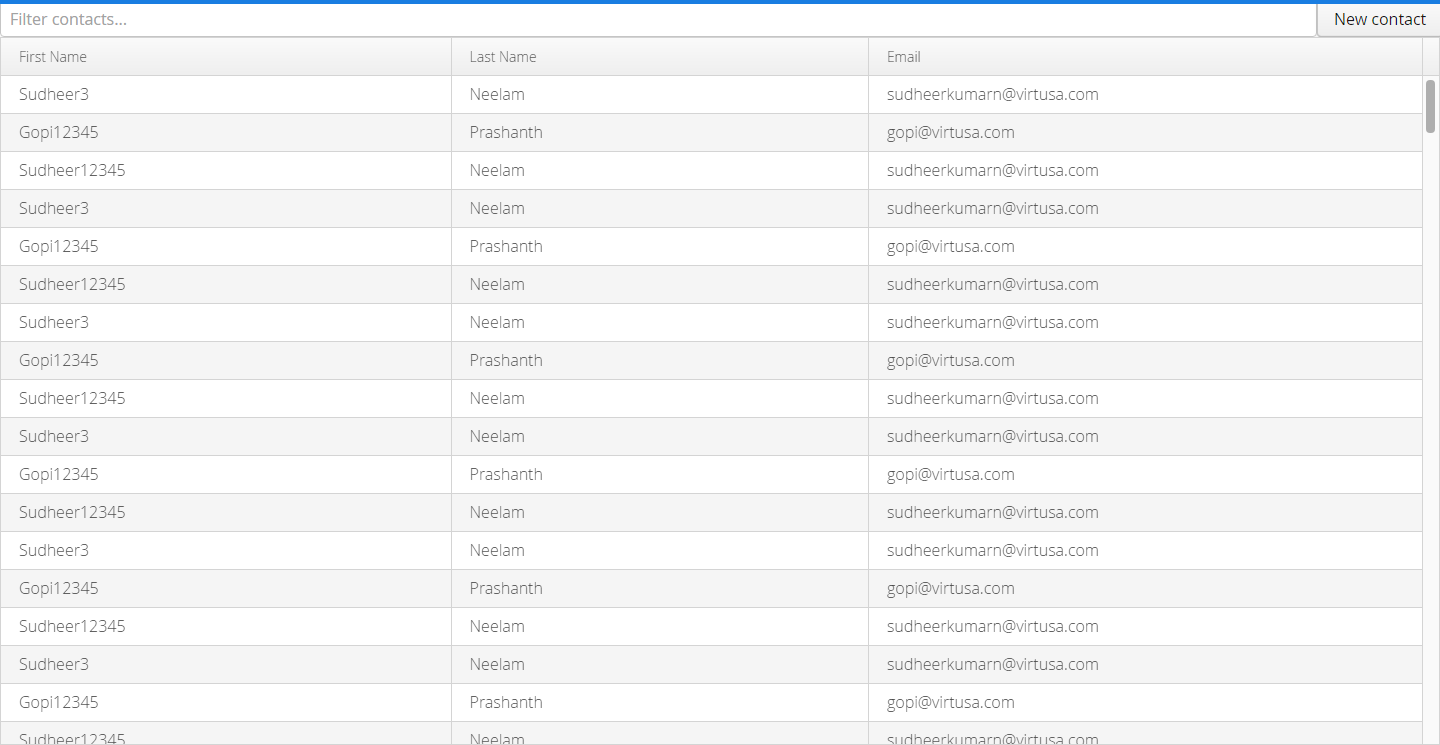 Filter contacts... New contact
First Name Last Name Email
Sudheer3 Neelam sudheerkumarn@virtusa.com
Gopi12345 Prashanth gopi@virtusa.com
Sudheer12345 Neelam sudheerkumarn@virtusa.com
Sudheer3 Neelam sudheerkumarn@virtusa.com
Gopi12345 Prashanth gopi@virtusa.com
Sudheer12345 Neelam sudheerkumarn@virtusa.com
Sudheer3 Neelam sudheerkumarn@virtusa.com
Gopi12345 Prashanth gopi@virtusa.com
Sudheer12345 Neelam sudheerkumarn@virtusa.com
Sudheer3 Neelam sudheerkumarn@virtusa.com
Gopi12345 Prashanth gopi@virtusa.com
Sudheer12345 Neelam sudheerkumarn@virtusa.com
Sudheer3 Neelam sudheerkumarn@virtusa.com
Gopi12345 Prashanth gopi@virtusa.com
Sudheer12345 Neelam sudheerkumarn@virtusa.com
Sudheer3 Neelam sudheerkumarn@virtusa.com
Gopi12345 Prashanth gopi@virtusa.com
Sudheer12345 Neelam sudheerkumarn@virtusa.com